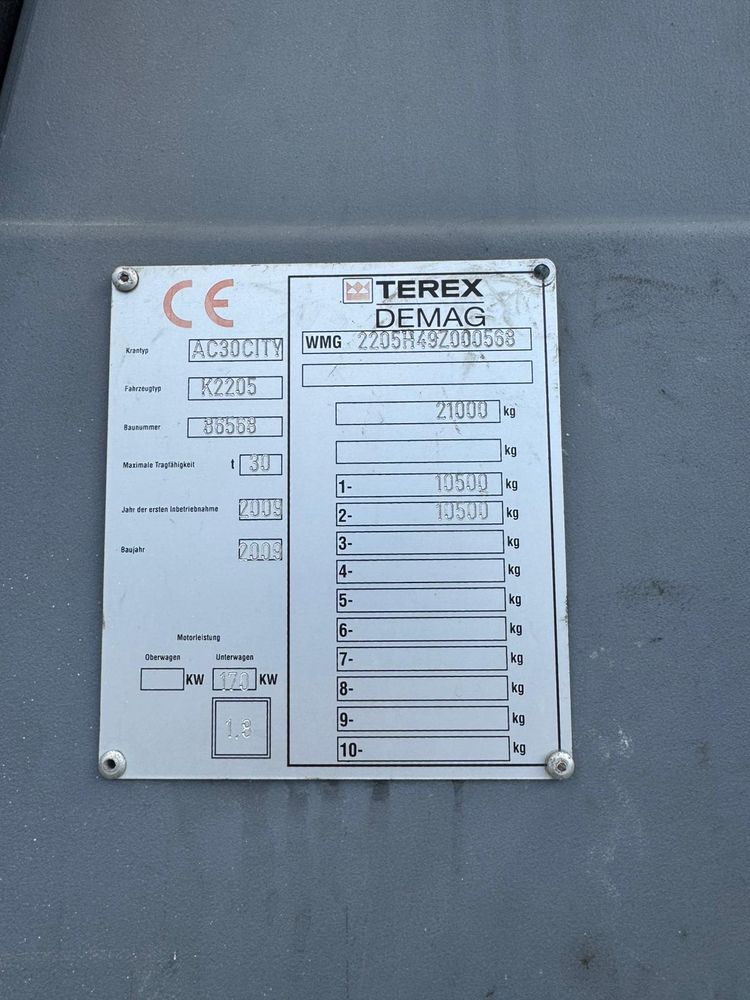 CE
Krantyp AC30CITY
Fahrzeugtyp K2205
Baunummer 86568
Maximale Tragfähigkeit t 30
Jahr der ersten Inbetriebnahme 2009
Baujahr 2009
Motorleistung
Oberwagen Unterwagen
KW 170 KW
1.8
TEREX
DEMAG
WMG 2205H49Z000568
21000 kg
kg
1- 10500 kg
2- 10500 kg
3- kg
4- kg
5- kg
6- kg
7- kg
8- kg
9- kg
10- kg